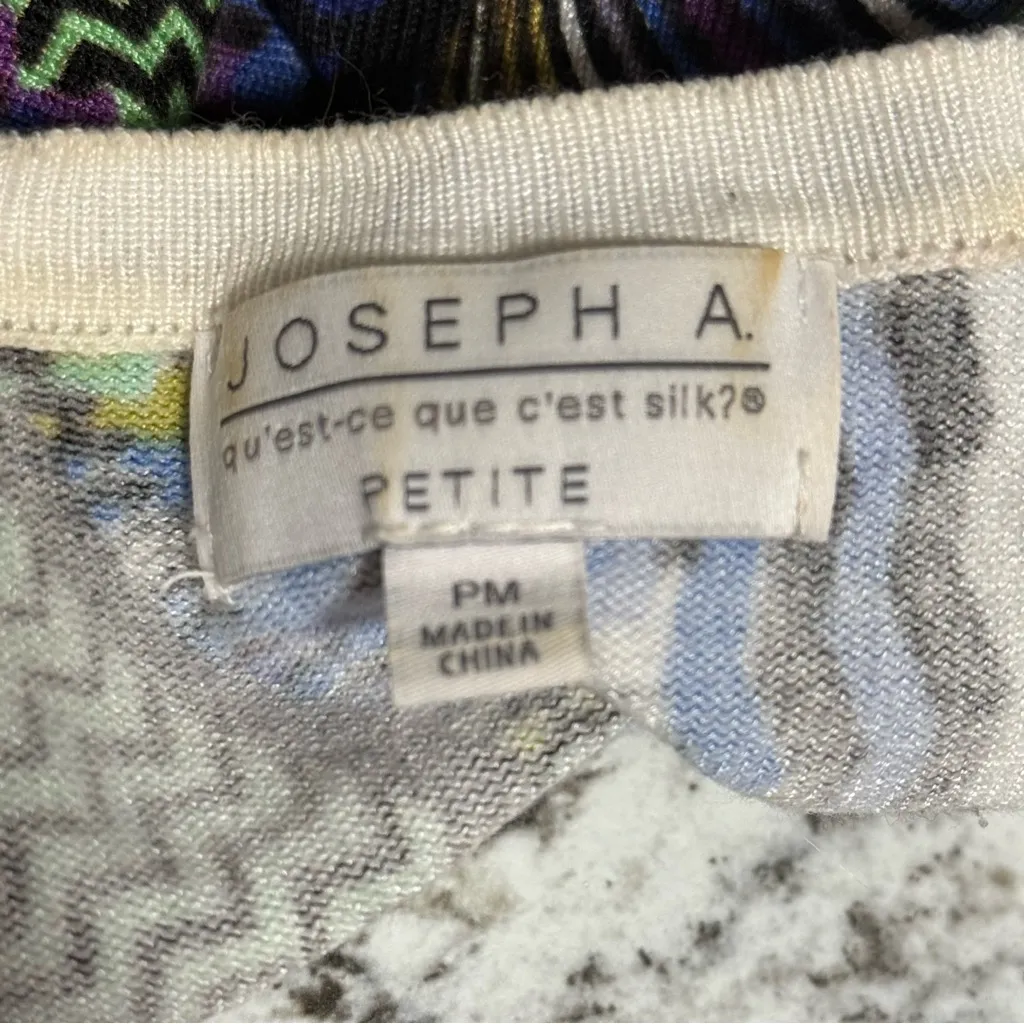 JOSEPH A.
qu'est-ce que c'est silk?®
PETITE
PM
MADE IN
CHINA